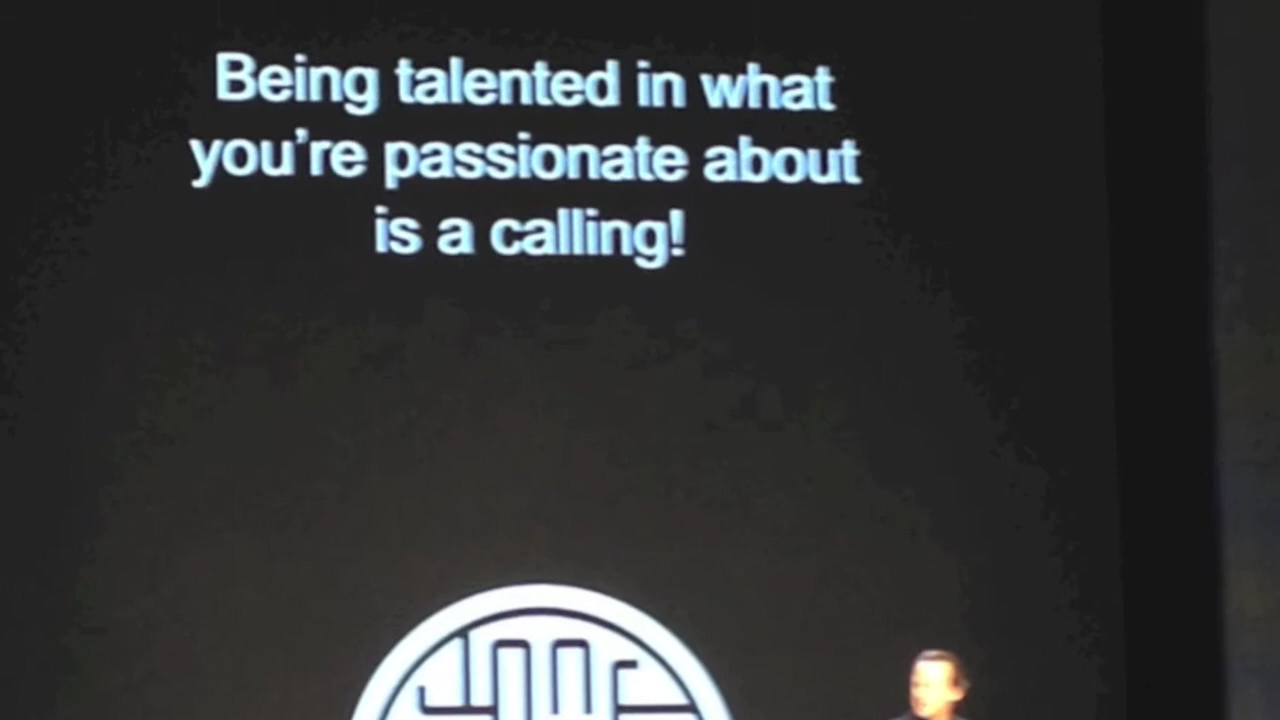 Being talented in what
you're passionate about
is a calling!